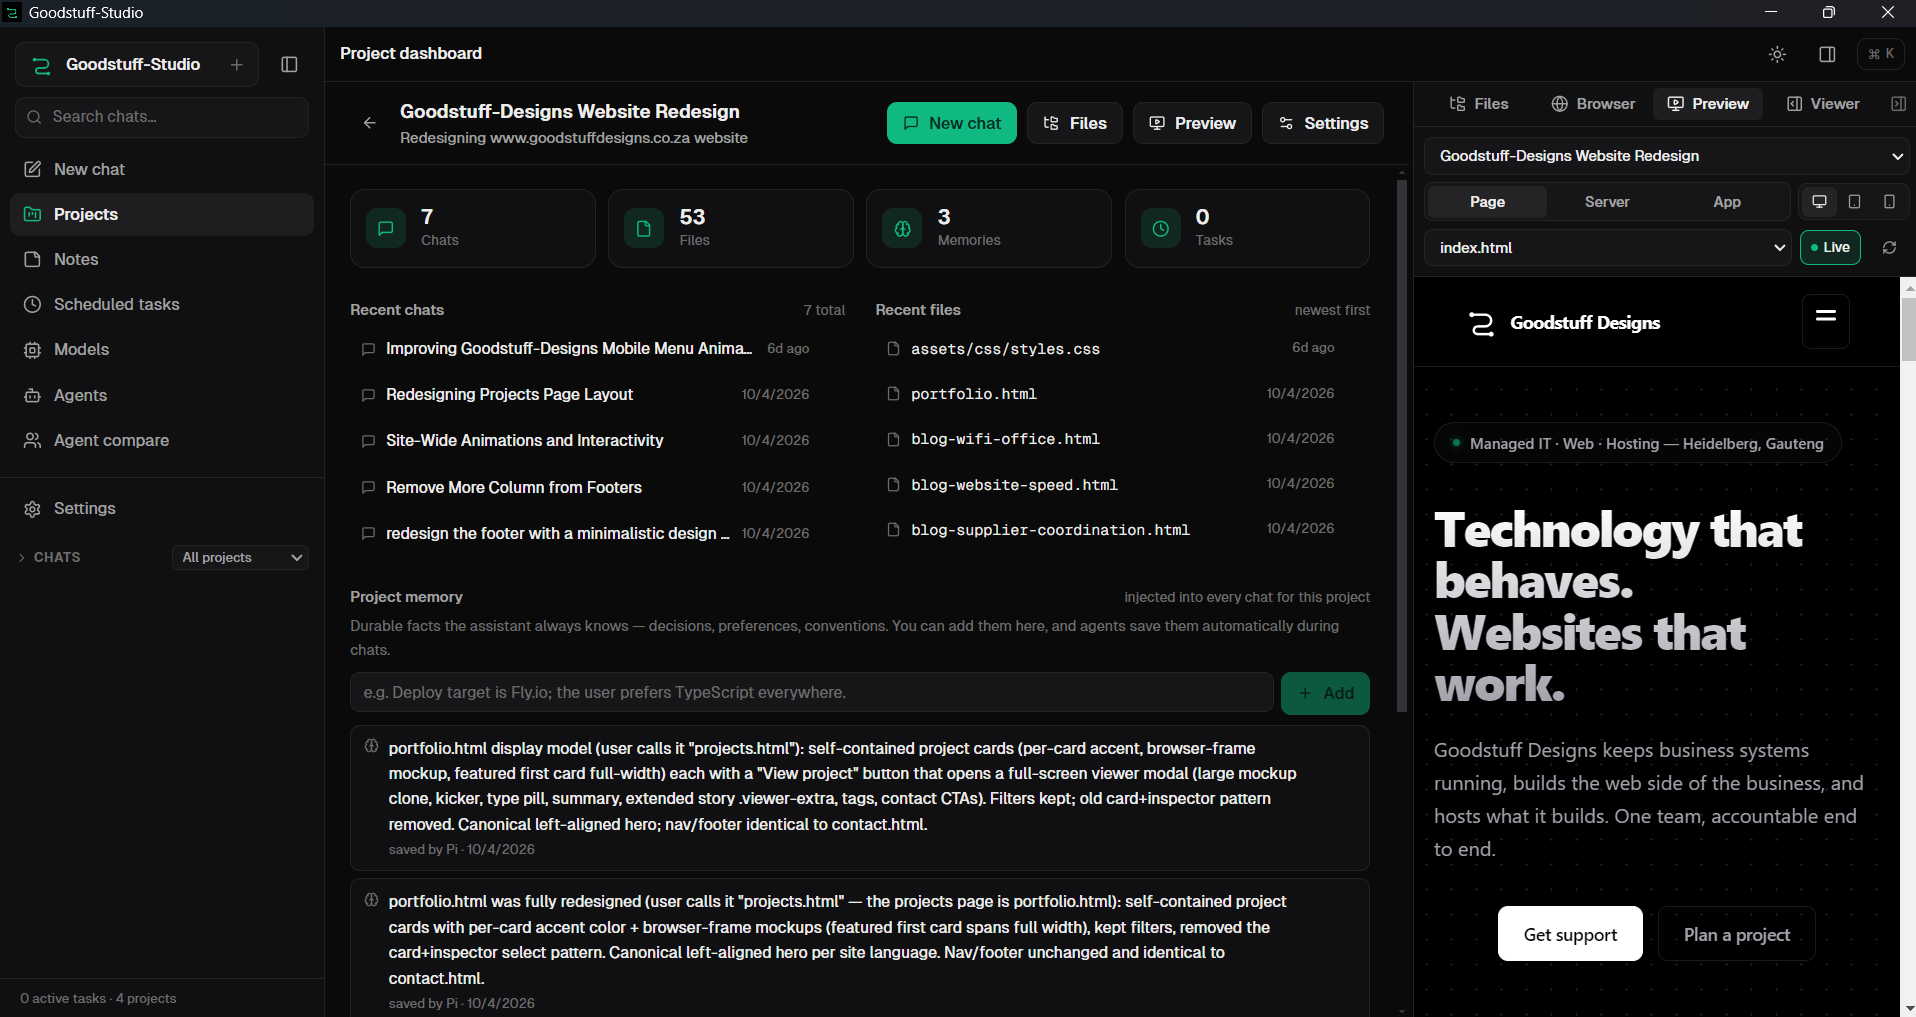 Goodstuff-Studio
Goodstuff-Studio
Search chats...
New chat
Projects
Notes
Scheduled tasks
Models
Agents
Agent compare
Settings
CHATS
All projects
0 active tasks · 4 projects
Project dashboard
⌘ K
Goodstuff-Designs Website Redesign
Redesigning www.goodstuffdesigns.co.za website
New chat
Files
Preview
Settings
7
Chats
53
Files
3
Memories
0
Tasks
Recent chats
7 total
Improving Goodstuff-Designs Mobile Menu Anima... 6d ago
Redesigning Projects Page Layout 10/4/2026
Site-Wide Animations and Interactivity 10/4/2026
Remove More Column from Footers 10/4/2026
redesign the footer with a minimalistic design ... 10/4/2026
Recent files
newest first
assets/css/styles.css 6d ago
portfolio.html 10/4/2026
blog-wifi-office.html 10/4/2026
blog-website-speed.html 10/4/2026
blog-supplier-coordination.html 10/4/2026
Project memory
injected into every chat for this project
Durable facts the assistant always knows — decisions, preferences, conventions. You can add them here, and agents save them automatically during
chats.
e.g. Deploy target is Fly.io; the user prefers TypeScript everywhere.
+ Add
portfolio.html display model (user calls it "projects.html"): self-contained project cards (per-card accent, browser-frame
mockup, featured first card full-width) each with a "View project" button that opens a full-screen viewer modal (large mockup
clone, kicker, type pill, summary, extended story .viewer-extra, tags, contact CTAs). Filters kept; old card+inspector pattern
removed. Canonical left-aligned hero; nav/footer identical to contact.html.
saved by Pi · 10/4/2026
portfolio.html was fully redesigned (user calls it "projects.html" — the projects page is portfolio.html): self-contained project
cards with per-card accent color + browser-frame mockups (featured first card spans full width), kept filters, removed the
card+inspector select pattern. Canonical left-aligned hero per site language. Nav/footer unchanged and identical to
contact.html.
saved by Pi · 10/4/2026
Files
Browser
Preview
Viewer
Goodstuff-Designs Website Redesign
Page
Server
App
index.html
Live
Goodstuff Designs
Managed IT · Web · Hosting — Heidelberg, Gauteng
Technology that
behaves.
Websites that
work.
Goodstuff Designs keeps business systems
running, builds the web side of the business, and
hosts what it builds. One team, accountable end
to end.
Get support
Plan a project